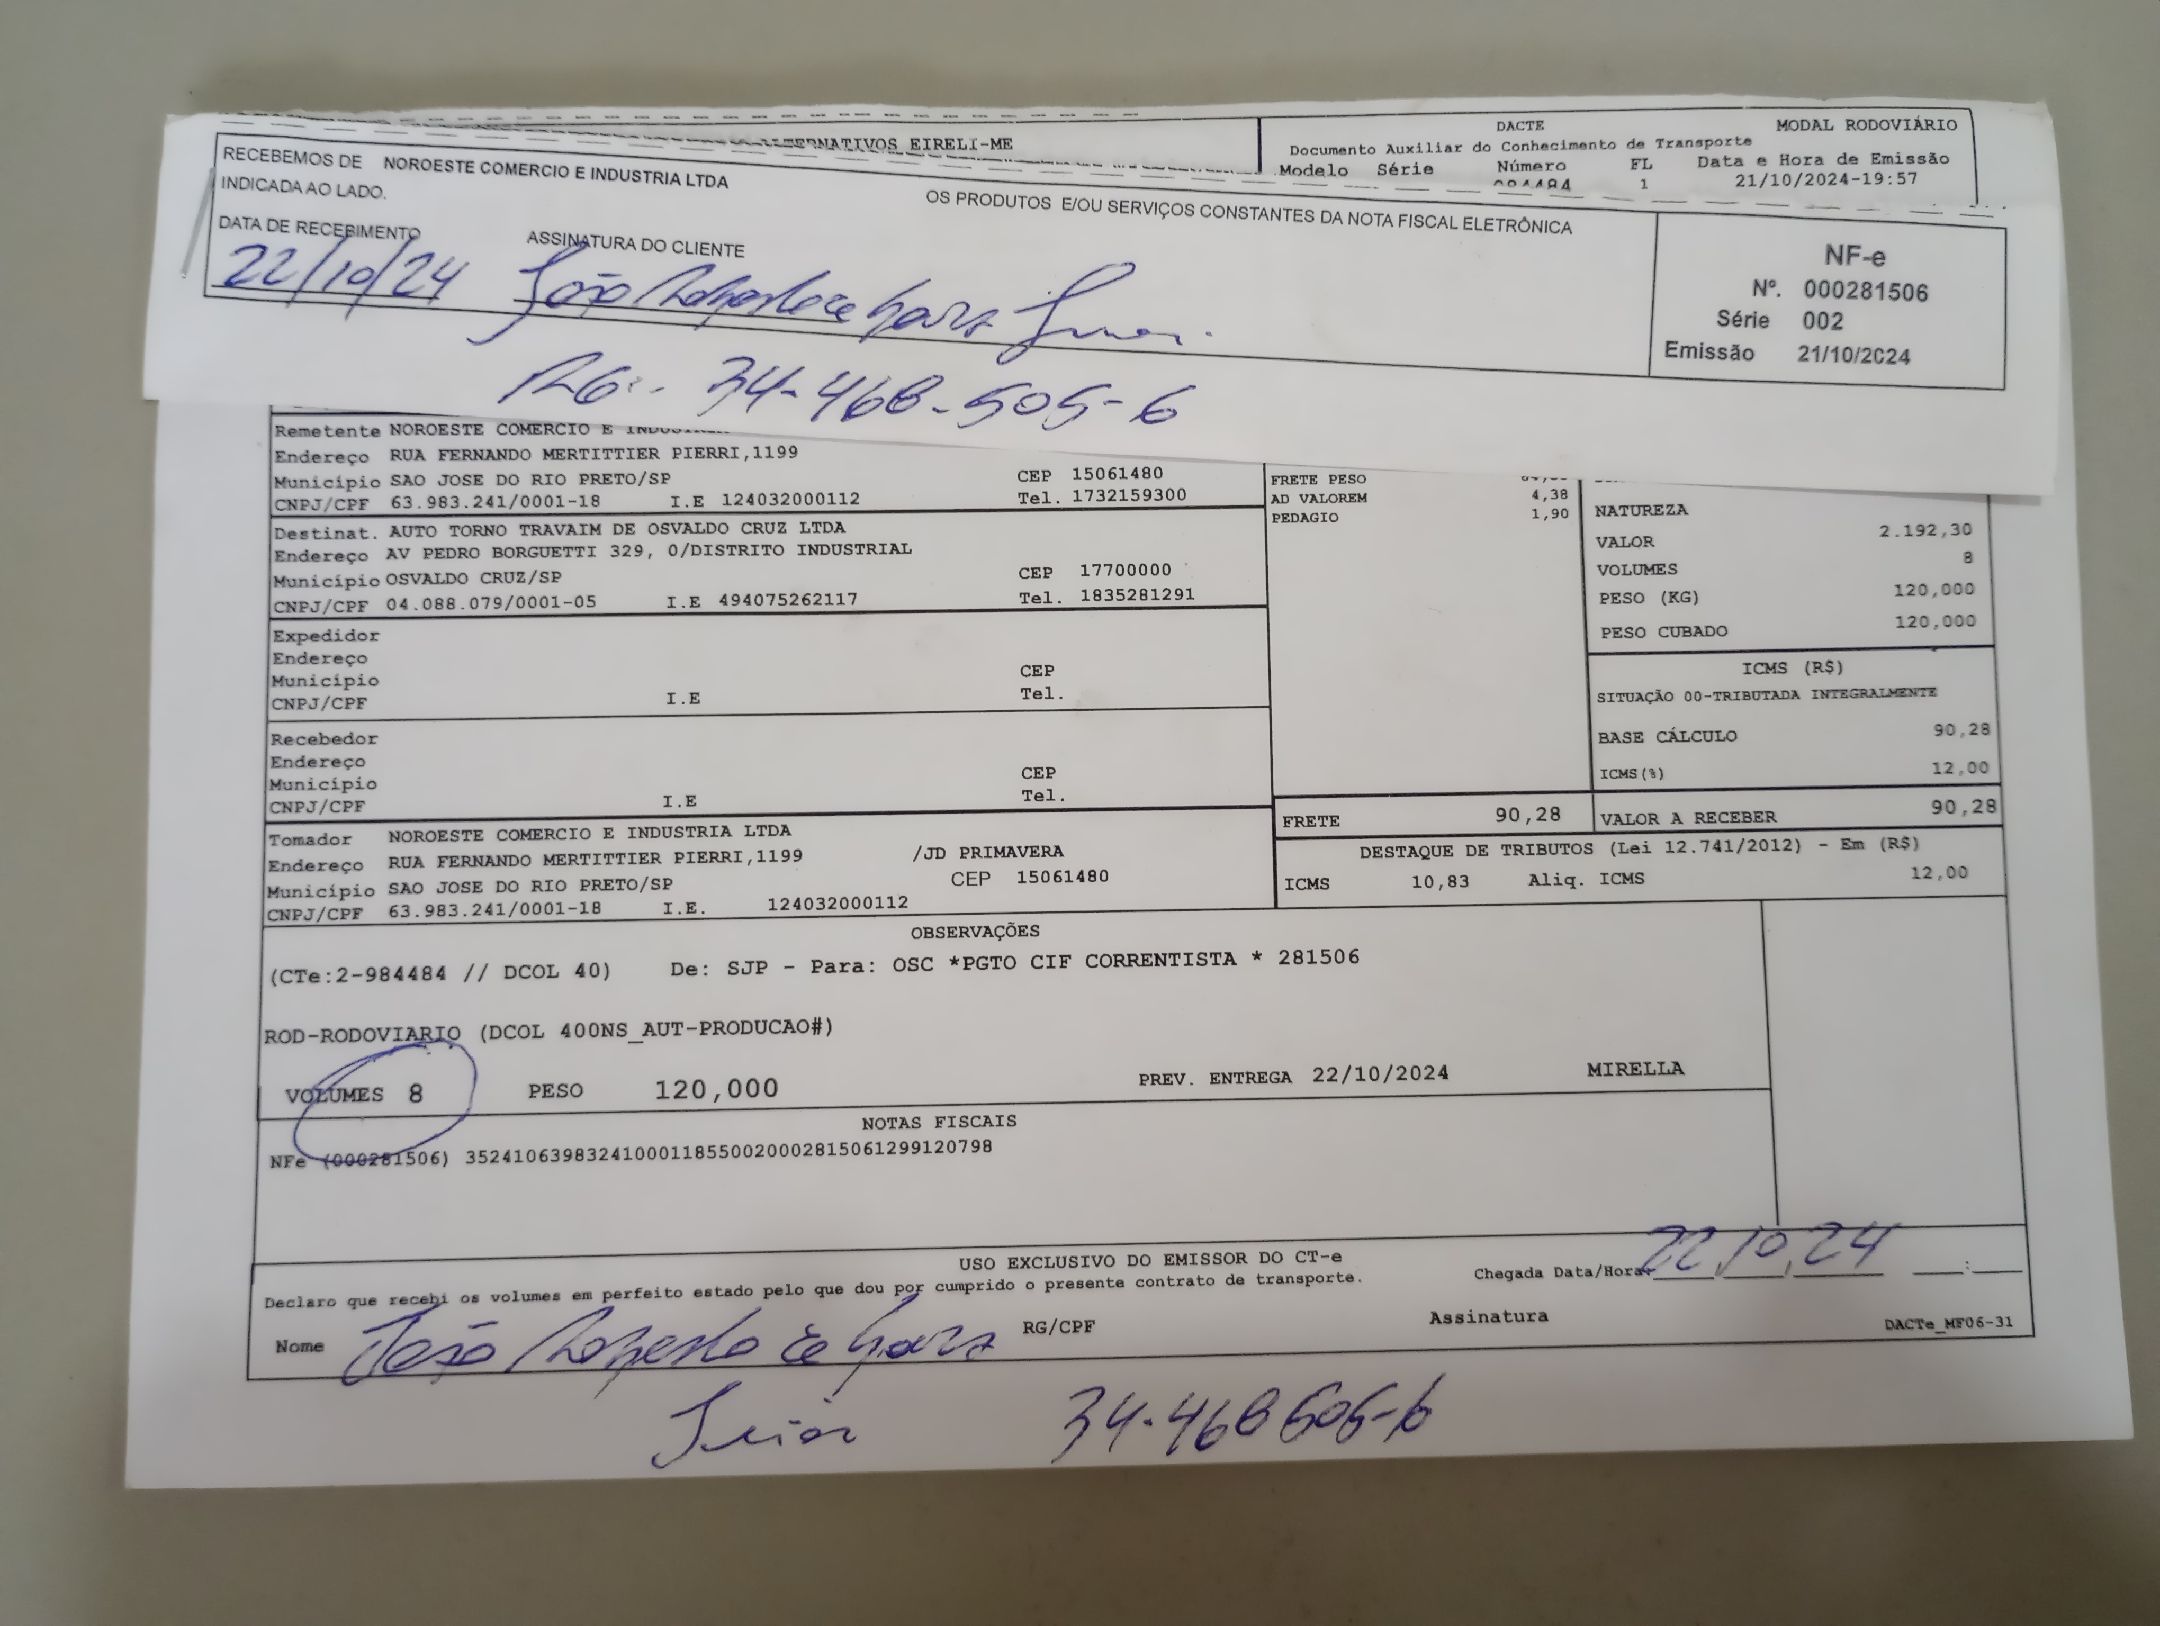 EIRELI-ME
DACTE
MODAL RODOVIÁRIO
Documento Auxiliar do Conhecimento de Transporte
Modelo Série Número FL Data e Hora de Emissão
1 21/10/2024-19:57
RECEBEMOS DE NOROESTE COMERCIO E INDUSTRIA LTDA
OS PRODUTOS E/OU SERVIÇOS CONSTANTES DA NOTA FISCAL ELETRÔNICA
INDICADA AO LADO.
DATA DE RECEBIMENTO ASSINATURA DO CLIENTE
22/10/24 João
RG:. 34-468-505-6
NF-e
Nº. 000281506
Série 002
Emissão 21/10/2024
Remetente NOROESTE COMERCIO E
Endereço RUA FERNANDO MERTITTIER PIERRI,1199
Município SAO JOSE DO RIO PRETO/SP CEP 15061480
CNPJ/CPF 63.983.241/0001-18 I.E 124032000112 Tel. 1732159300
Destinat. AUTO TORNO TRAVAIM DE OSVALDO CRUZ LTDA
Endereço AV PEDRO BORGUETTI 329, 0/DISTRITO INDUSTRIAL
Município OSVALDO CRUZ/SP CEP 17700000
CNPJ/CPF 04.088.079/0001-05 I.E 494075262117 Tel. 1835281291
Expedidor
Endereço
Município CEP
CNPJ/CPF I.E Tel.
Recebedor
Endereço
Município CEP
CNPJ/CPF I.E Tel.
Tomador NOROESTE COMERCIO E INDUSTRIA LTDA
Endereço RUA FERNANDO MERTITTIER PIERRI,1199 /JD PRIMAVERA
Município SAO JOSE DO RIO PRETO/SP CEP 15061480
CNPJ/CPF 63.983.241/0001-18 I.E. 124032000112
FRETE PESO
AD VALOREM 4,38
PEDAGIO 1,90
FRETE 90,28
NATUREZA
VALOR 2.192,30
VOLUMES 8
PESO (KG) 120,000
PESO CUBADO 120,000
ICMS (R$)
SITUAÇÃO 00-TRIBUTADA INTEGRALMENTE
BASE CÁLCULO 90,28
ICMS(%) 12,00
VALOR A RECEBER 90,28
DESTAQUE DE TRIBUTOS (Lei 12.741/2012) - Em (R$)
ICMS 10,83 Aliq. ICMS 12,00
OBSERVAÇÕES
(CTe:2-984484 // DCOL 40) De: SJP - Para: OSC *PGTO CIF CORRENTISTA * 281506
ROD-RODOVIARIO (DCOL 400NS_AUT-PRODUCAO#)
VOLUMES 8 PESO 120,000 PREV. ENTREGA 22/10/2024 MIRELLA
NOTAS FISCAIS
NFe (000281506) 35241063983241000118550020002815061299120798
USO EXCLUSIVO DO EMISSOR DO CT-e
Declaro que recebi os volumes em perfeito estado pelo que dou por cumprido o presente contrato de transporte.
Chegada Data/Hora: 22/10/24 :
Nome João Roberto de RG/CPF Assinatura DACTe_MF06-31
34-468505-6